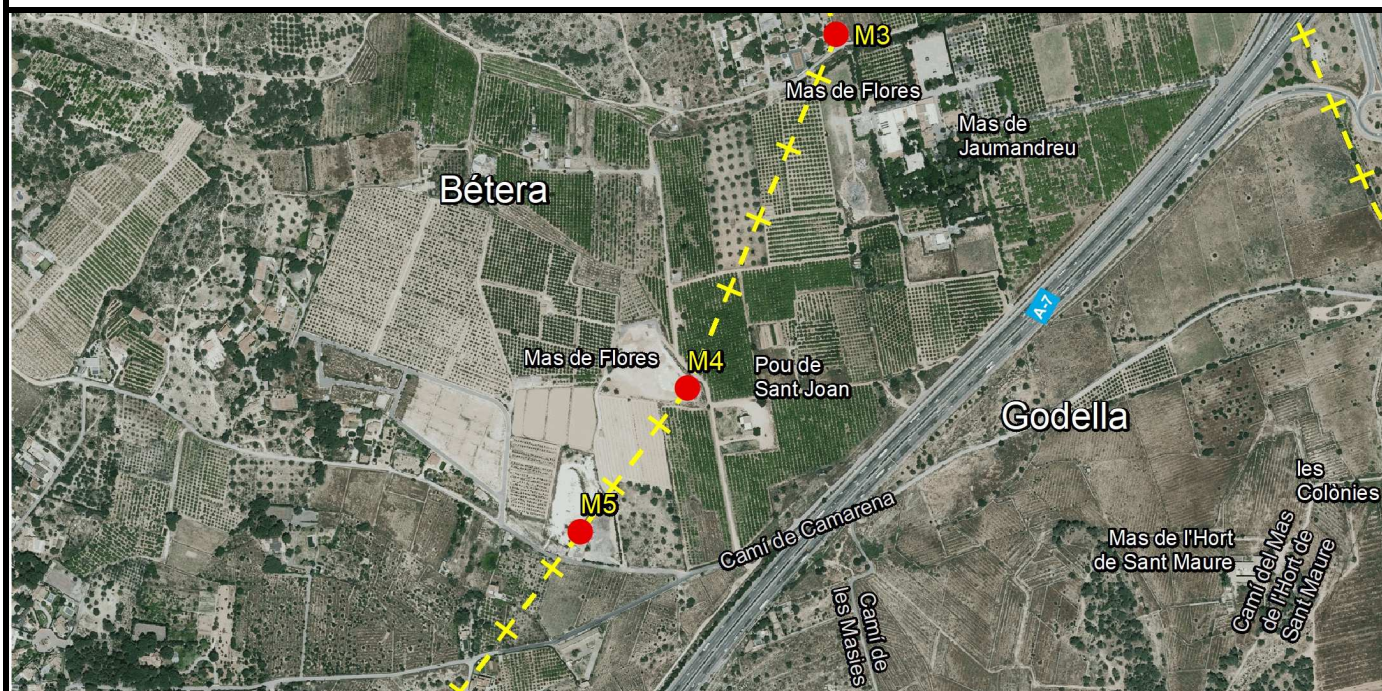 M3
Mas de Flores
Mas de
Jaumandreu
Bétera
A-7
Mas de Flores
M4
Pou de
Sant Joan
Godella
les
Colònies
M5
Camí de Camarena
Mas de l'Hort
de Sant Maure
Camí del Mas
de l'Hort de
Sant Maure
Camí de
les Masies